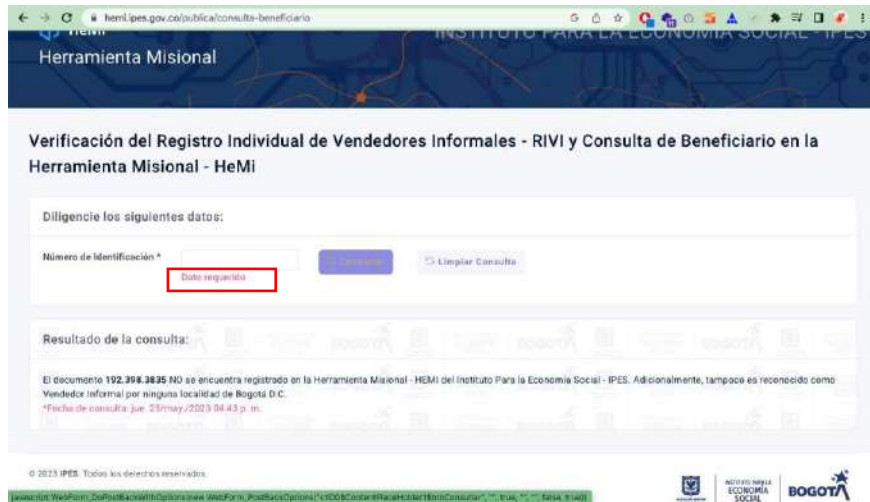 hemi.ipes.gov.co/publica/consulta-beneficiario
HeMi
INSTITUTO PARA LA ECONOMÍA SOCIAL - IPES
Herramienta Misional
Verificación del Registro Individual de Vendedores Informales - RIVI y Consulta de Beneficiario en la
Herramienta Misional - HeMi
Diligencie los siguientes datos:
Número de Identificación *
Consultar
Limpiar Consulta
Dato requerido
Resultado de la consulta:
El documento 192.398.3835 NO se encuentra registrado en la Herramienta Misional - HEMI del Instituto Para la Economía Social - IPES. Adicionalmente, tampoco es reconocido como
Vendedor Informal por ninguna localidad de Bogotá D.C.
*Fecha de consulta: jue. 25/may./2023 04:43 p. m.
© 2023 IPES. Todos los derechos reservados.
ECONOMÍA
SOCIAL
BOGOTÁ